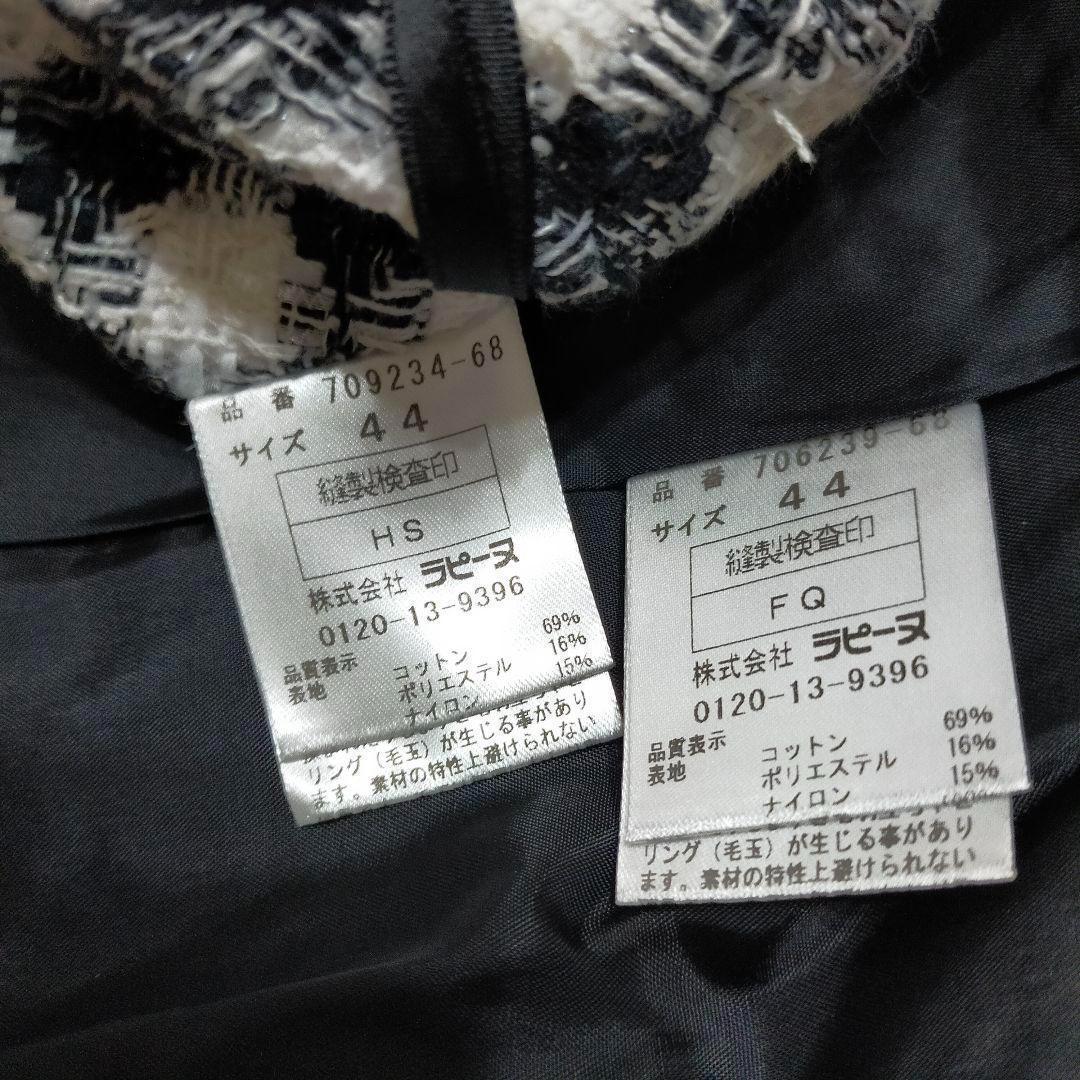 品 番 709234-68
サイズ 44
縫製検査印
HS
株式会社 ラピーヌ
0120-13-9396
品質表示
表地 コットン 69%
ポリエステル 16%
ナイロン 15%
リング(毛玉)が生じる事があり
ます。素材の特性上避けられない
品 番 706239-68
サイズ 44
縫製検査印
FQ
株式会社 ラピーヌ
0120-13-9396
品質表示
表地 コットン 69%
ポリエステル 16%
ナイロン 15%
リング(毛玉)が生じる事があり
ます。素材の特性上避けられない